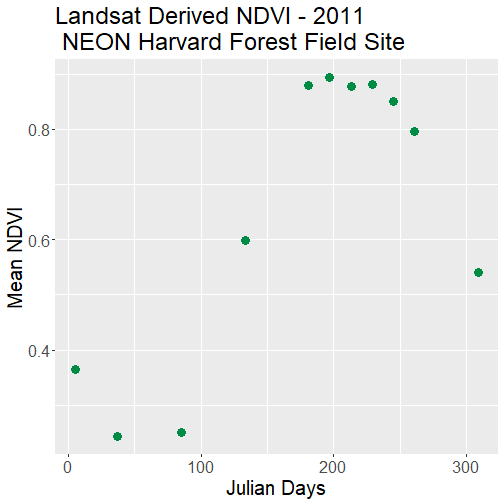 Landsat Derived NDVI - 2011
NEON Harvard Forest Field Site
Mean NDVI
0.8
0.6
0.4
0 100 200 300
Julian Days